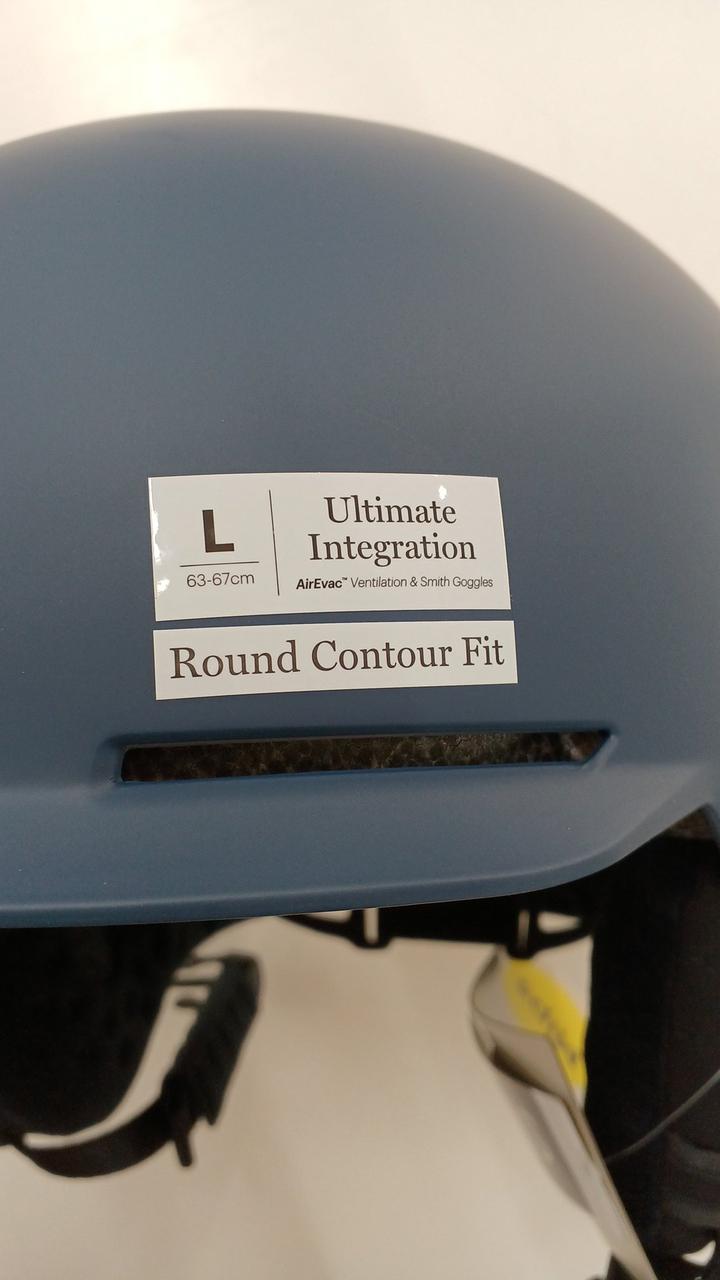 L
63-67cm
Ultimate
Integration
AirEvac™ Ventilation & Smith Goggles
Round Contour Fit